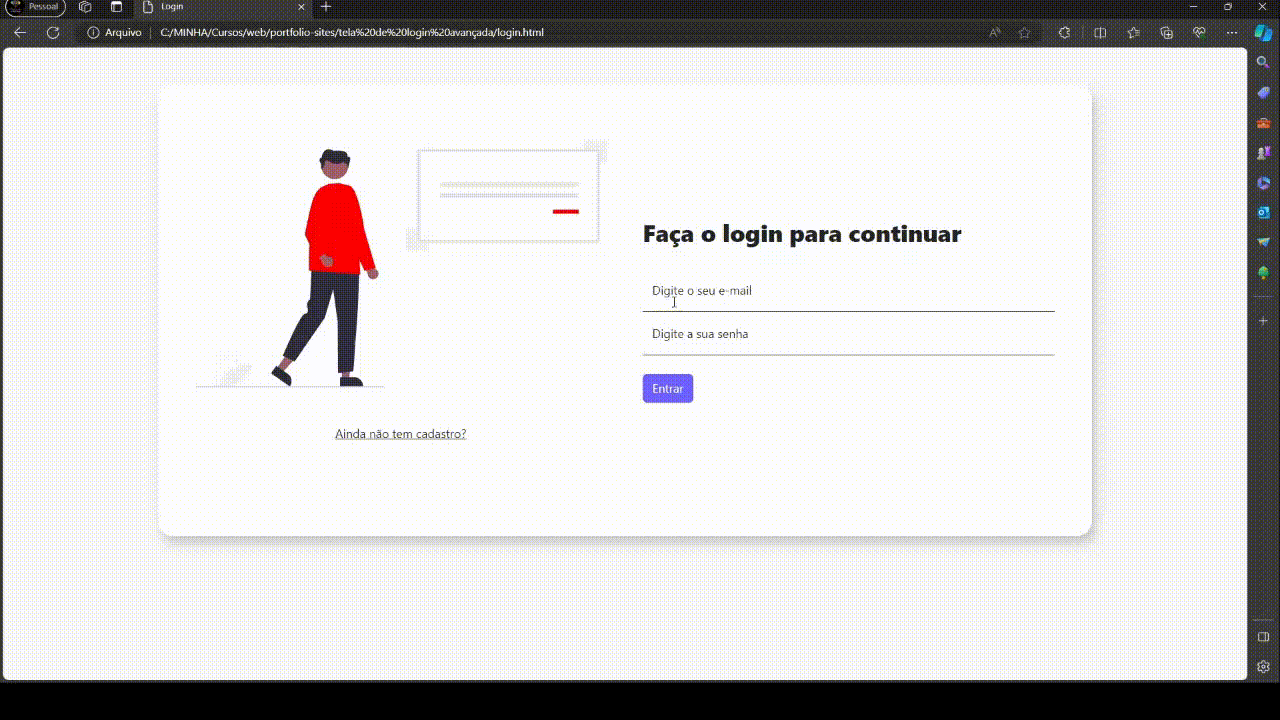 Pessoal
Login
Arquivo
C:/MINHA/Cursos/web/portfolio-sites/tela%20de%20login%20avançada/login.html
Faça o login para continuar
Digite o seu e-mail
Digite a sua senha
Entrar
Ainda não tem cadastro?